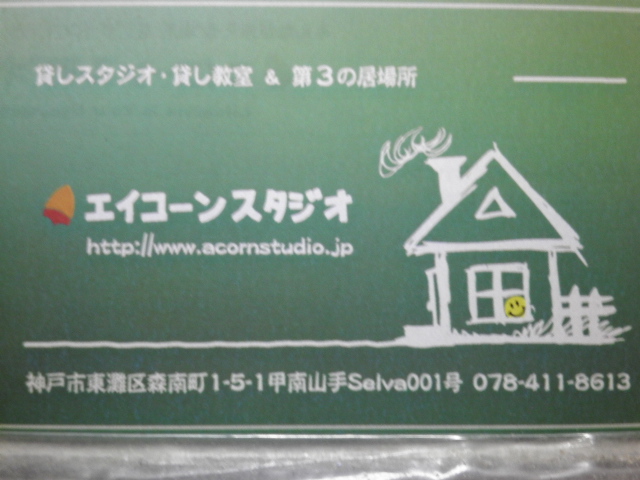 貸しスタジオ・貸し教室 & 第3の居場所
エイコーンスタジオ
http://www.acornstudio.jp
神戸市東灘区森南町1-5-1甲南山手Selva001号 078-411-8613